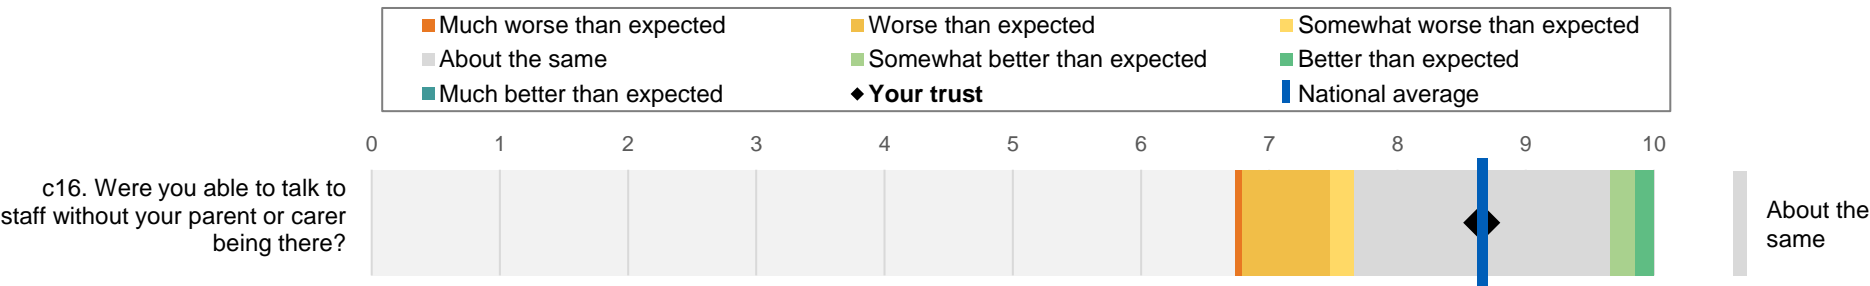 Much worse than expected
Worse than expected
Somewhat worse than expected
About the same
Somewhat better than expected
Better than expected
Much better than expected
Your trust
National average
0 1 2 3 4 5 6 7 8 9 10
c16. Were you able to talk to
staff without your parent or carer
being there?
About the
same